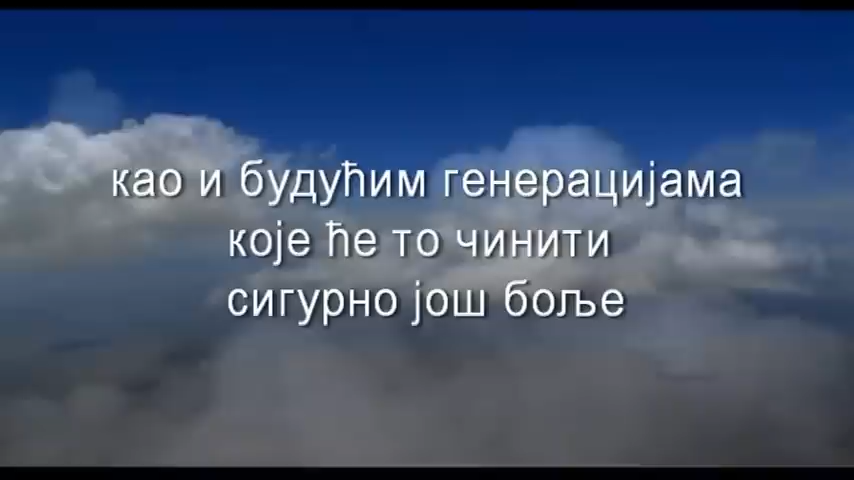 као и будућим генерацијама
које ће то чинити
сигурно још боље